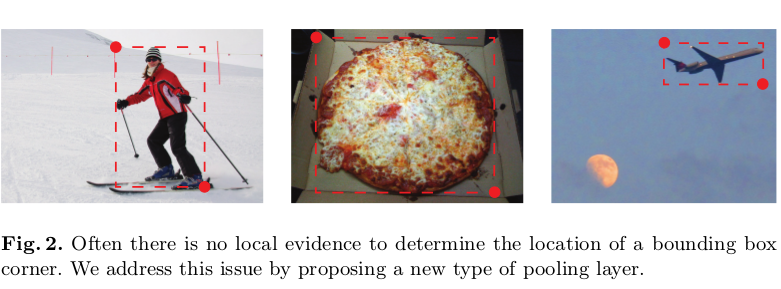 Fig. 2. Often there is no local evidence to determine the location of a bounding box
corner. We address this issue by proposing a new type of pooling layer.